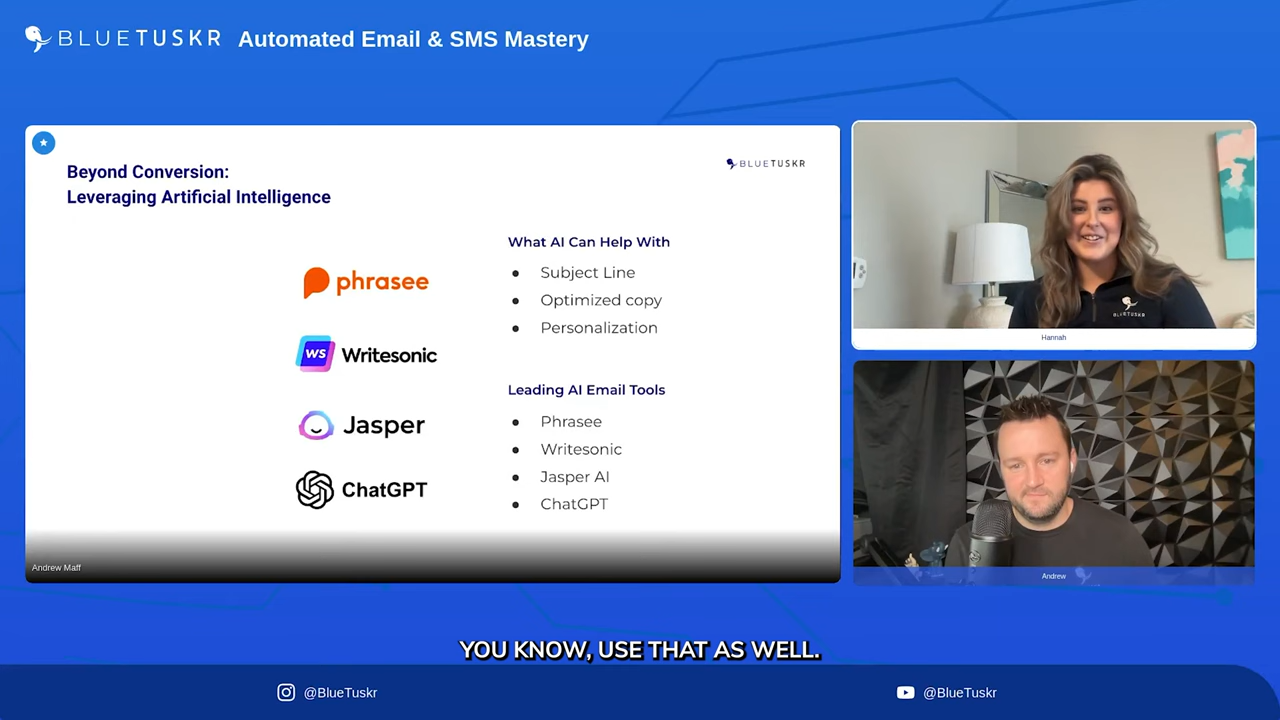 BLUETUSKR Automated Email & SMS Mastery
Beyond Conversion:
Leveraging Artificial Intelligence
BLUETUSKR
phrasee
WS Writesonic
Jasper
ChatGPT
What AI Can Help With
• Subject Line
• Optimized copy
• Personalization
Leading AI Email Tools
• Phrasee
• Writesonic
• Jasper AI
• ChatGPT
Andrew Maff
BLUETUSKR
Hannah
Andrew
YOU KNOW, USE THAT AS WELL.
@BlueTuskr
@BlueTuskr